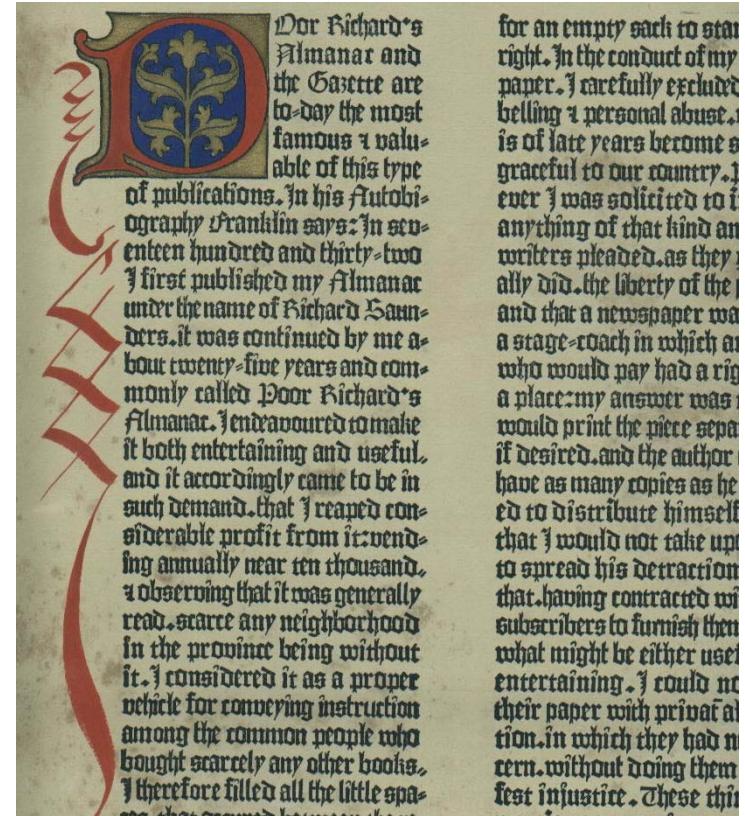 POor Richard's
Almanac and
the Gazette are
to-day the most
famous ⁊ valu-
able of this type
of publications. In his Autobi-
ography Franklin says: In sev-
enteen hundred and thirty-two
I first published my Almanac
under the name of Richard Saun-
ders. it was continued by me a-
bout twenty-five years and com-
monly called Poor Richard's
Almanac. I endeavoured to make
it both entertaining and useful,
and it accordingly came to be in
such demand. that I reaped con-
siderable profit from it: vend-
ing annually near ten thousand,
⁊ observing that it was generally
read. scarce any neighborhood
in the province being without
it. I considered it as a proper
vehicle for conveying instruction
among the common people who
bought scarcely any other books,
I therefore filled all the little spa-
for an empty sack to stan
right. In the conduct of my
paper. I carefully excluded
belling ⁊ personal abuse.
is of late years become s
graceful to our country.
ever I was solicited to i
anything of that kind an
writers pleaded. as they
ally did. the liberty of the
and that a newspaper wa
a stage-coach in which a
who would pay had a rig
a place: my answer was
would print the piece sepa
if desired. and the author
have as many copies as he
ed to distribute himself
that I would not take up
to spread his detraction
that. having contracted wi
subscribers to furnish them
what might be either usef
entertaining. I could no
their paper with privat̄ al
tion. in which they had n
cern. without doing them
fest injustice. These thin